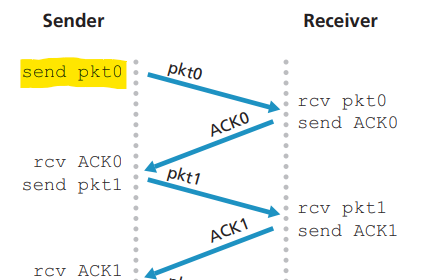 Sender
Receiver
send pkt0
pkt0
rcv pkt0
send ACK0
ACK0
rcv ACK0
send pkt1
pkt1
rcv pkt1
send ACK1
ACK1
rcv ACK1